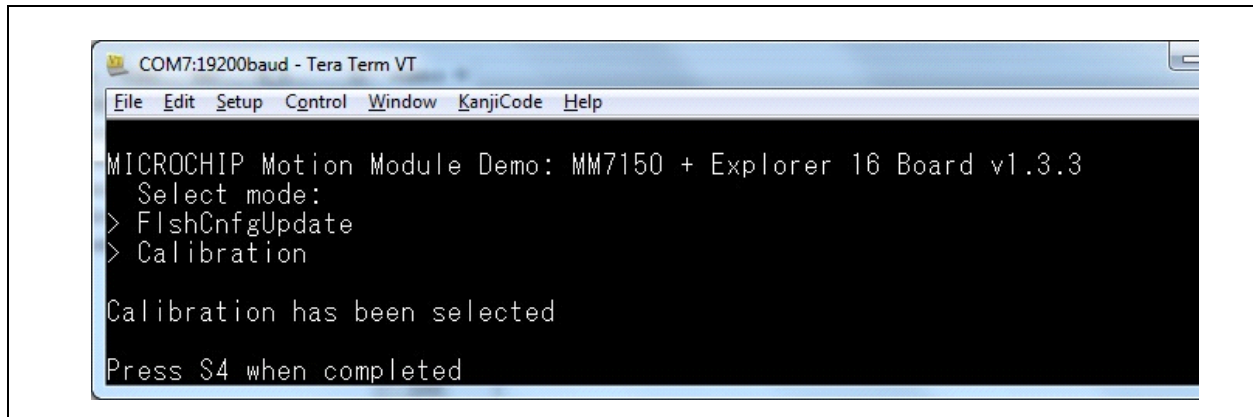 COM7:19200baud - Tera Term VT
File Edit Setup Control Window KanjiCode Help
MICROCHIP Motion Module Demo: MM7150 + Explorer 16 Board v1.3.3
Select mode:
> FlshCnfgUpdate
> Calibration
Calibration has been selected
Press S4 when completed